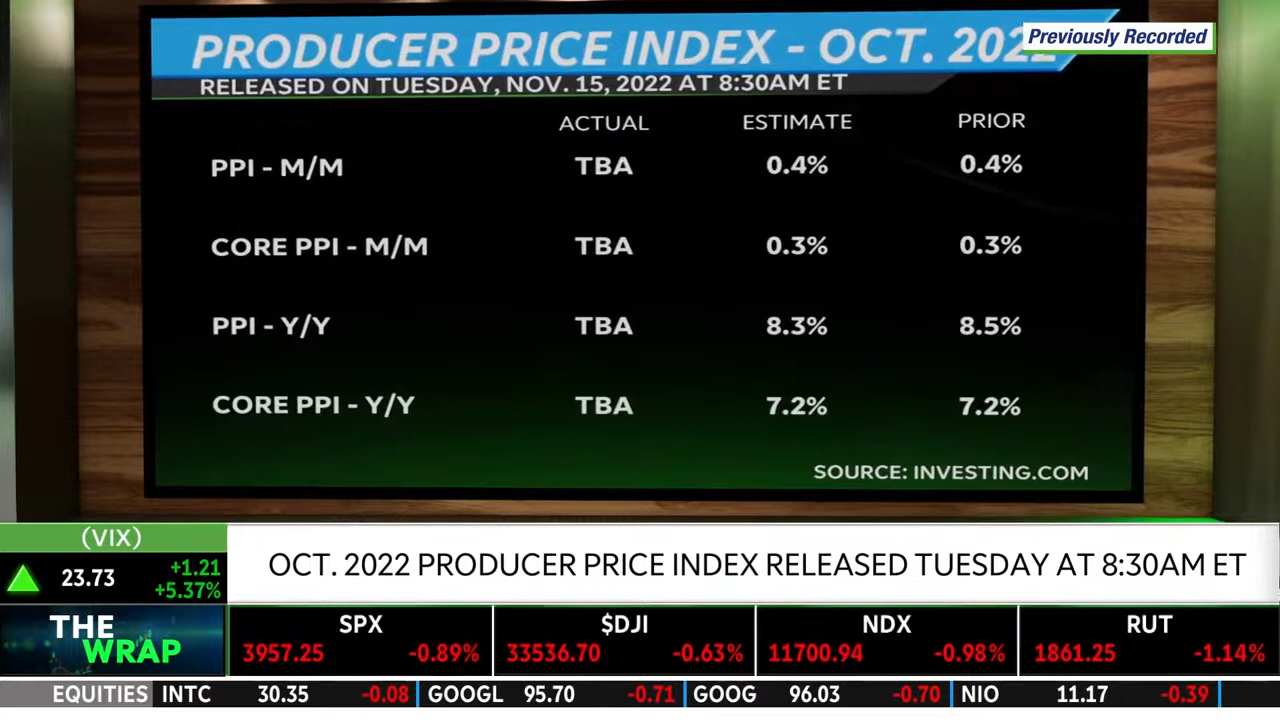 PRODUCER PRICE INDEX - OCT. 2022
Previously Recorded
RELEASED ON TUESDAY, NOV. 15, 2022 AT 8:30AM ET
ACTUAL ESTIMATE PRIOR
PPI - M/M TBA 0.4% 0.4%
CORE PPI - M/M TBA 0.3% 0.3%
PPI - Y/Y TBA 8.3% 8.5%
CORE PPI - Y/Y TBA 7.2% 7.2%
SOURCE: INVESTING.COM
(VIX)
23.73 +1.21
+5.37%
OCT. 2022 PRODUCER PRICE INDEX RELEASED TUESDAY AT 8:30AM ET
THE
WRAP
SPX $DJI NDX RUT
3957.25 -0.89% 33536.70 -0.63% 11700.94 -0.98% 1861.25 -1.14%
EQUITIES INTC 30.35 -0.08 GOOGL 95.70 -0.71 GOOG 96.03 -0.70 NIO 11.17 -0.39